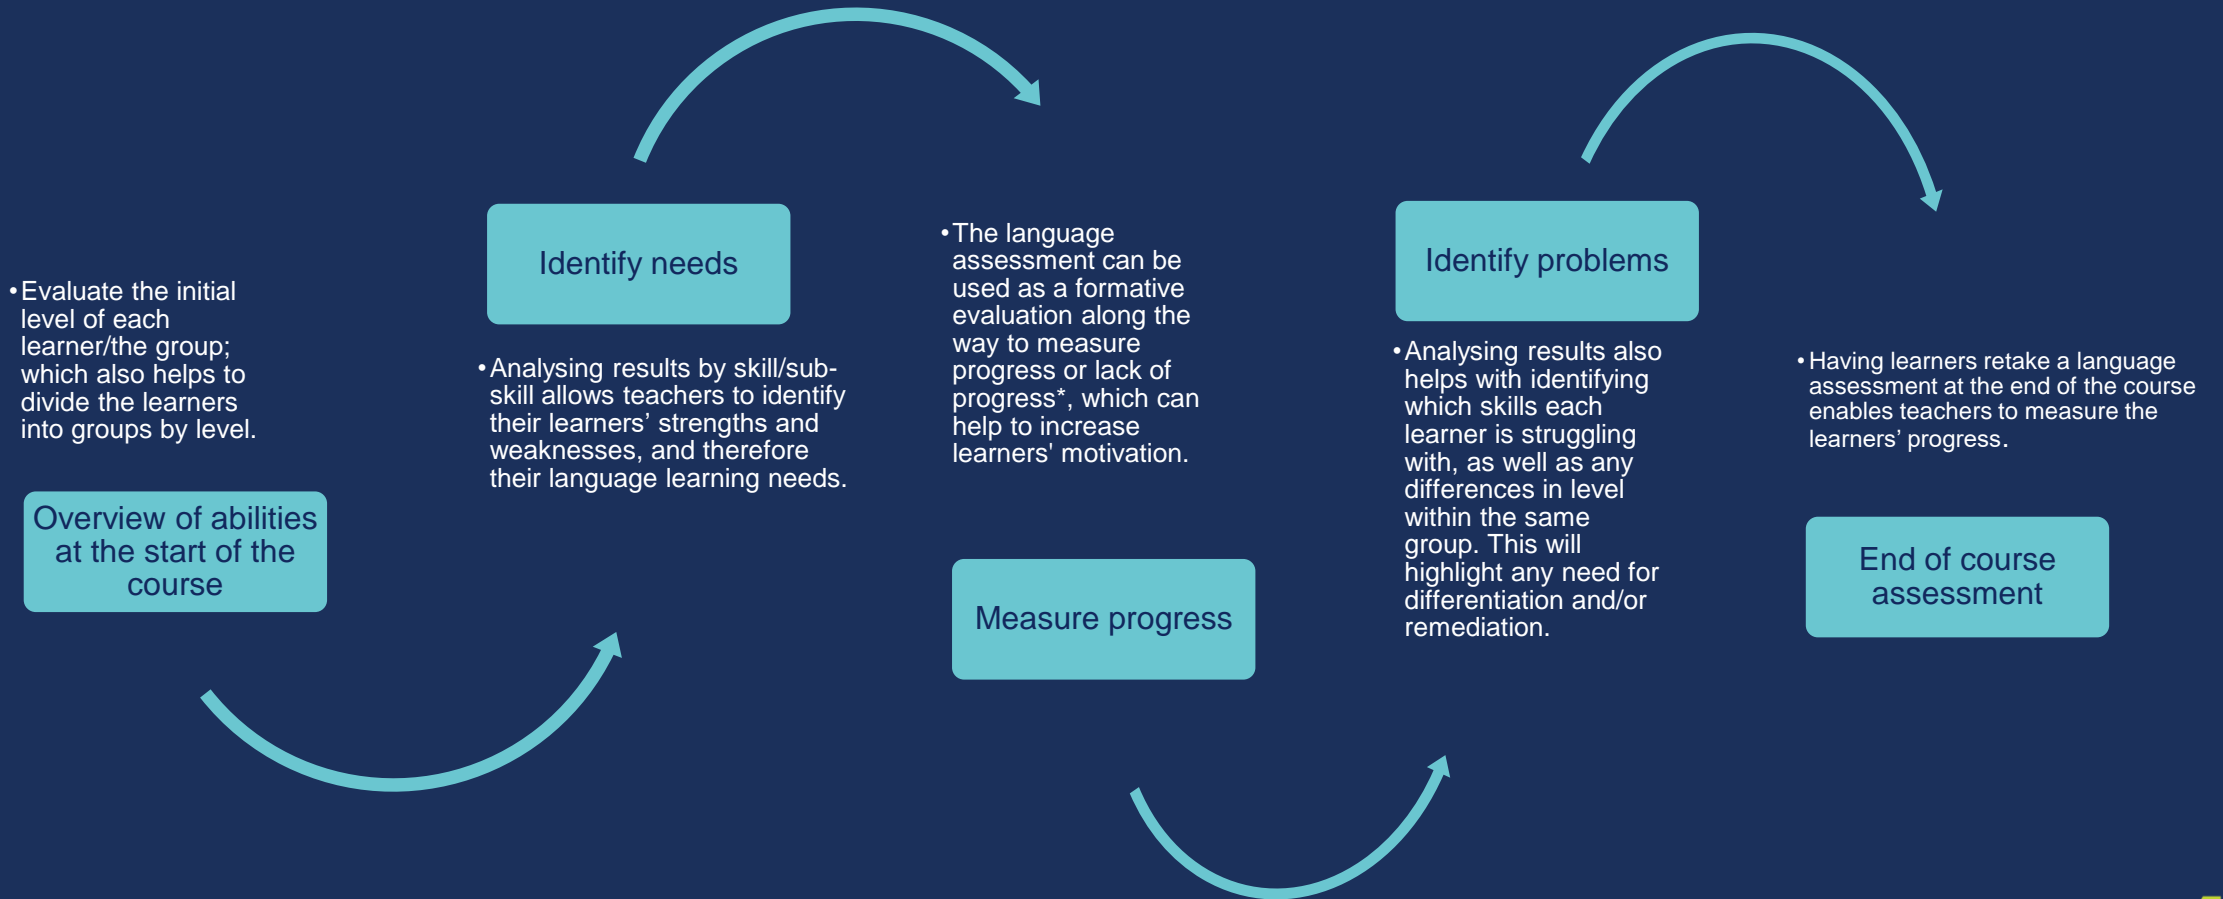 •Evaluate the initial
level of each
learner/the group;
which also helps to
divide the learners
into groups by level.
Overview of abilities
at the start of the
course
Identify needs
•Analysing results by skill/sub-
skill allows teachers to identify
their learners’ strengths and
weaknesses, and therefore
their language learning needs.
•The language
assessment can be
used as a formative
evaluation along the
way to measure
progress or lack of
progress*, which can
help to increase
learners' motivation.
Measure progress
Identify problems
•Analysing results also
helps with identifying
which skills each
learner is struggling
with, as well as any
differences in level
within the same
group. This will
highlight any need for
differentiation and/or
remediation.
•Having learners retake a language
assessment at the end of the course
enables teachers to measure the
learners’ progress.
End of course
assessment